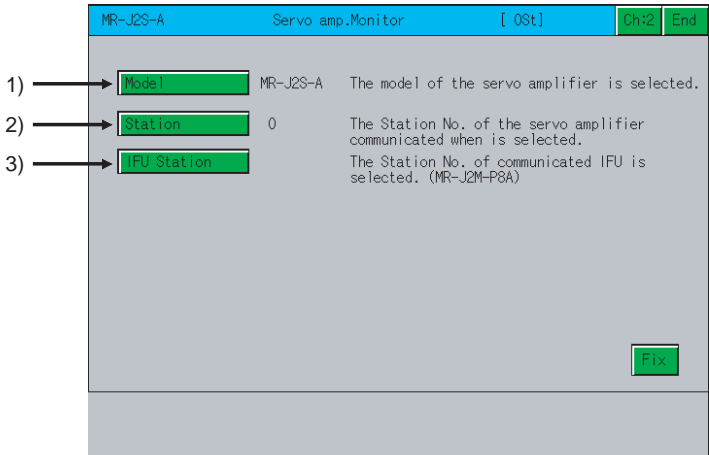 MR-J2S-A Servo amp.Monitor [ OSt] Ch:2 End
1) Model MR-J2S-A The model of the servo amplifier is selected.
2) Station 0 The Station No. of the servo amplifier
communicated when is selected.
3) IFU Station The Station No. of communicated IFU is
selected. (MR-J2M-P8A)
Fix